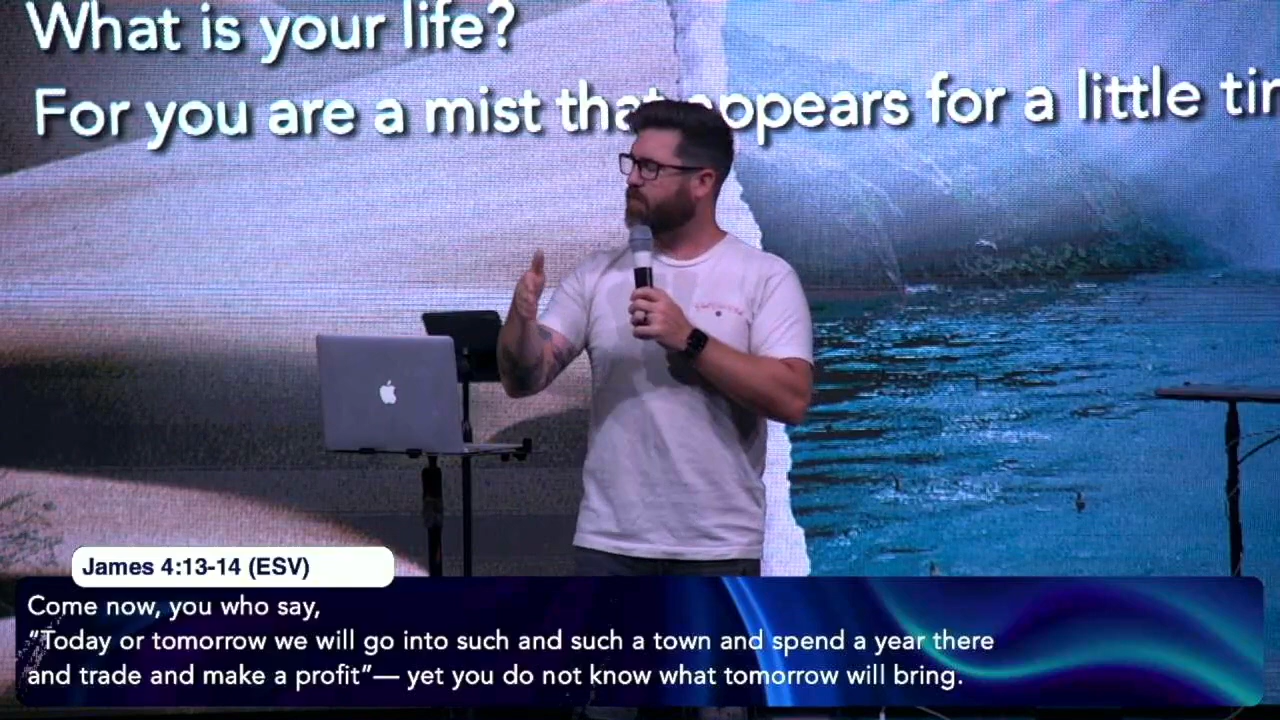 What is your life?
For you are a mist that appears for a little
James 4:13-14 (ESV)
Come now, you who say,
“Today or tomorrow we will go into such and such a town and spend a year there
and trade and make a profit”— yet you do not know what tomorrow will bring.